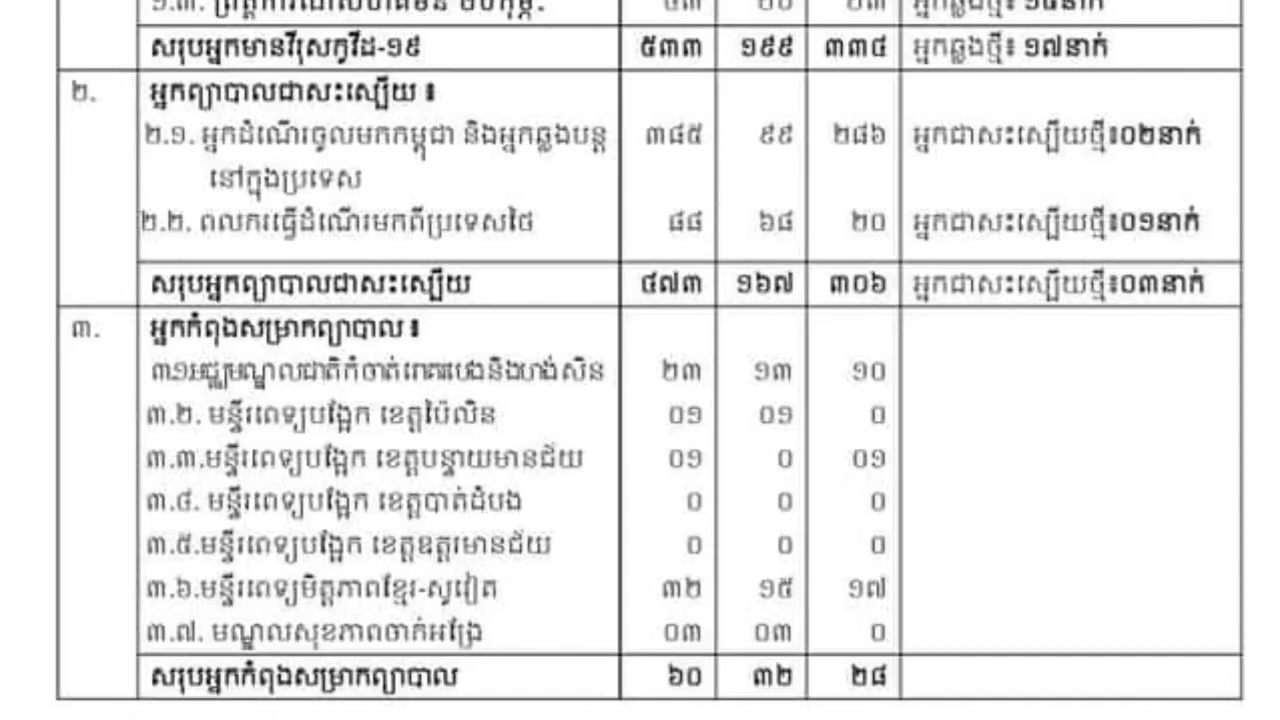 សរុបអ្នកមានវីរុសកូវីដ-១៩ ៥៣៣ ១៩៩ ៣៣៤ អ្នកឆ្លងថ្មី៖ ១៧នាក់
២. អ្នកព្យាបាលជាសះស្បើយ ៖
២.១. អ្នកដំណើរចូលមកកម្ពុជា និងអ្នកឆ្លងបន្ត ៣៨៥ ៩៩ ២៨៦ អ្នកជាសះស្បើយថ្មី៖០២នាក់
នៅក្នុងប្រទេស
២.២. ពលករធ្វើដំណើរមកពីប្រទេសថៃ ៨៨ ៦៨ ២០ អ្នកជាសះស្បើយថ្មី៖០១នាក់
សរុបអ្នកព្យាបាលជាសះស្បើយ ៤៧៣ ១៦៧ ៣០៦ អ្នកជាសះស្បើយថ្មី៖០៣នាក់
៣. អ្នកកំពុងសម្រាកព្យាបាល ៖
៣.១មជ្ឈមណ្ឌលជាតិកំចាត់រោគរបេងនិងហង់សិន ២៣ ១៣ ១០
៣.២. មន្ទីរពេទ្យបង្អែក ខេត្តប៉ៃលិន ០១ ០១ ០
៣.៣.មន្ទីរពេទ្យបង្អែក ខេត្តបន្ទាយមានជ័យ ០១ ០ ០១
៣.៤. មន្ទីរពេទ្យបង្អែក ខេត្តបាត់ដំបង ០ ០ ០
៣.៥.មន្ទីរពេទ្យបង្អែក ខេត្តឧត្តរមានជ័យ ០ ០ ០
៣.៦.មន្ទីរពេទ្យមិត្តភាពខ្មែរ-សូវៀត ៣២ ១៥ ១៧
៣.៧. មណ្ឌលសុខភាពចាក់អង្រែ ០៣ ០៣ ០
សរុបអ្នកកំពុងសម្រាកព្យាបាល ៦០ ៣២ ២៨